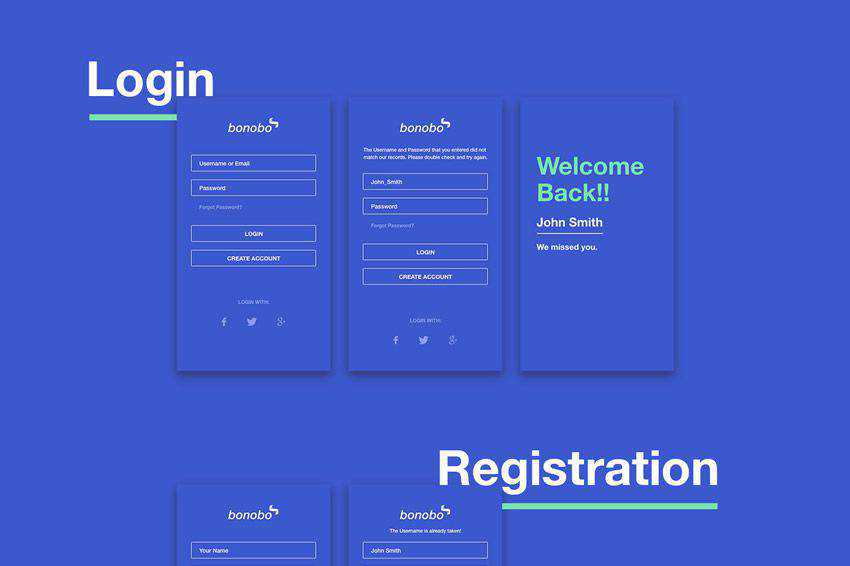 Login
bonobo
Username or Email
Password
Forgot Password?
LOGIN
CREATE ACCOUNT
LOGIN WITH:
bonobo
The Username and Password that you entered did not
match our records. Please double check and try again.
John_Smith
Password
Forgot Password?
LOGIN
CREATE ACCOUNT
LOGIN WITH:
Welcome
Back!!
John Smith
We missed you.
Registration
bonobo
Your Name
bonobo
The Username is already taken!
John Smith